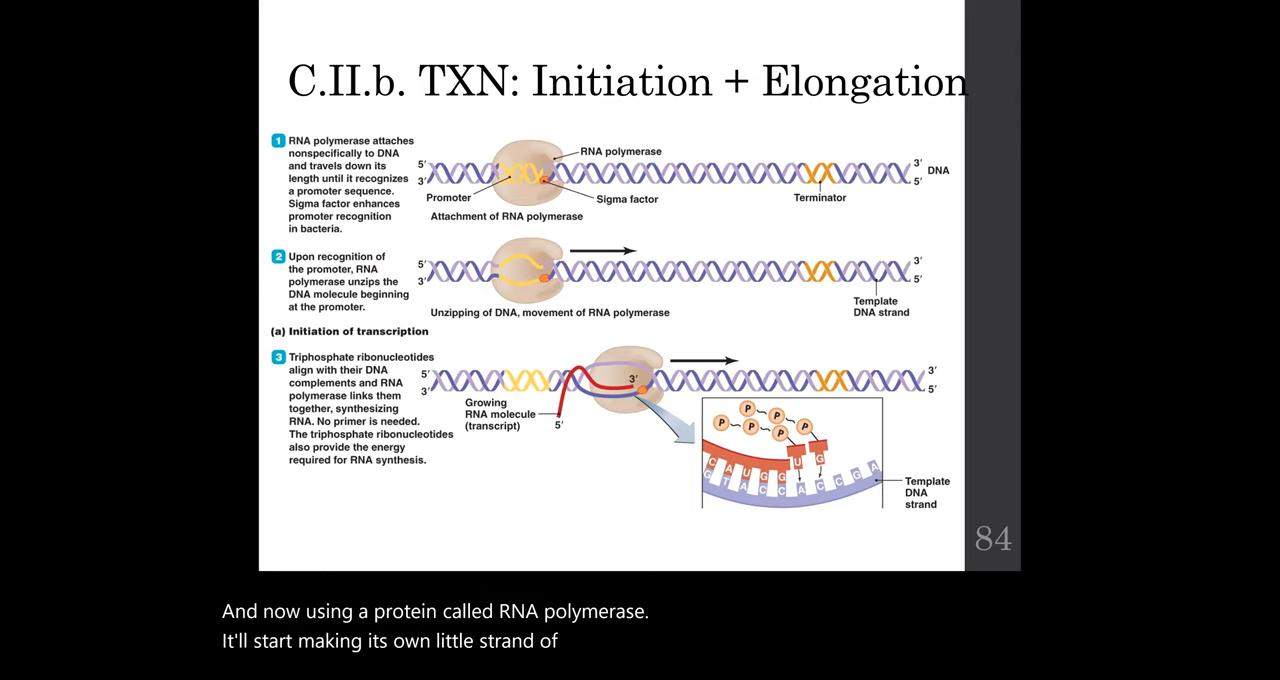 C.II.b. TXN: Initiation + Elongation
1 RNA polymerase attaches
nonspecifically to DNA
and travels down its
length until it recognizes
a promoter sequence.
Sigma factor enhances
promoter recognition
in bacteria.
RNA polymerase
5′
3′
3′
5′
DNA
Promoter
Sigma factor
Terminator
Attachment of RNA polymerase
2 Upon recognition of
the promoter, RNA
polymerase unzips the
DNA molecule beginning
at the promoter.
5′
3′
3′
5′
Template
DNA strand
Unzipping of DNA, movement of RNA polymerase
(a) Initiation of transcription
3 Triphosphate ribonucleotides
align with their DNA
complements and RNA
polymerase links them
together, synthesizing
RNA. No primer is needed.
The triphosphate ribonucleotides
also provide the energy
required for RNA synthesis.
5′
3′
3′
3′
5′
Growing
RNA molecule
(transcript)
5′
P P P
P P P
C A U G G U G
G T A C C A C C G A
Template
DNA
strand
84
And now using a protein called RNA polymerase.
It'll start making its own little strand of